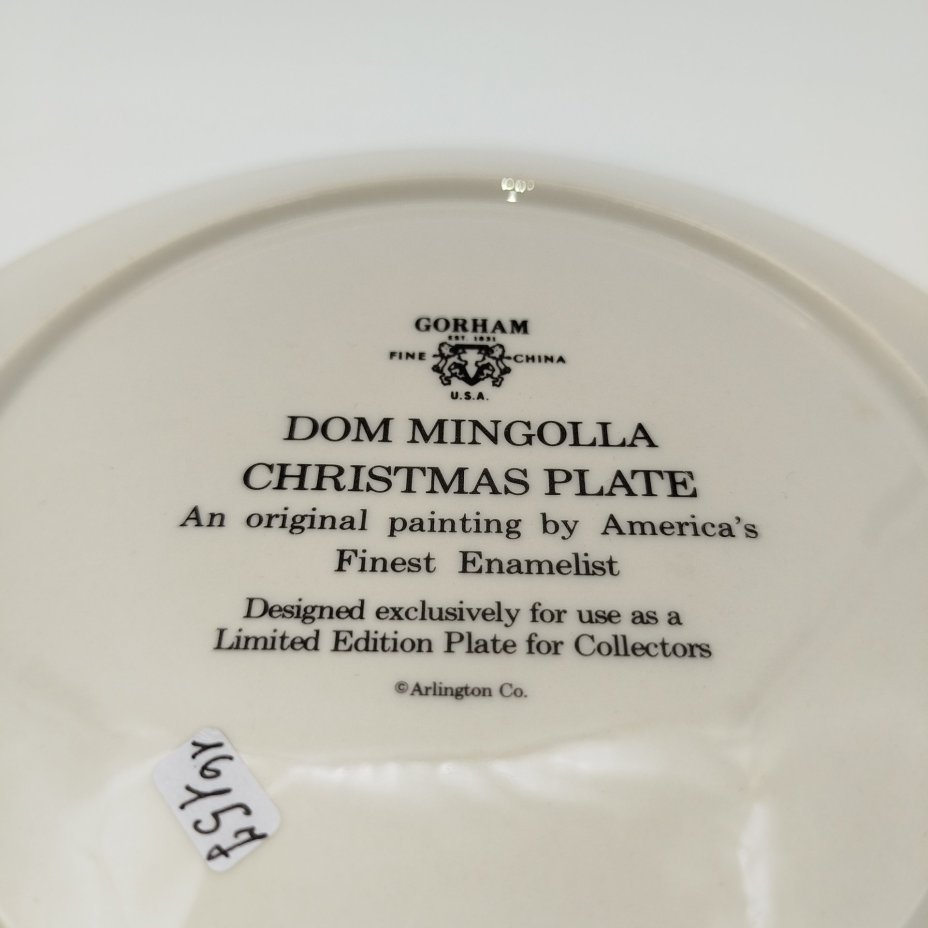 GORHAM
EST 1831
FINE CHINA
U.S.A.
DOM MINGOLLA
CHRISTMAS PLATE
An original painting by America's
Finest Enamelist
Designed exclusively for use as a
Limited Edition Plate for Collectors
©Arlington Co.